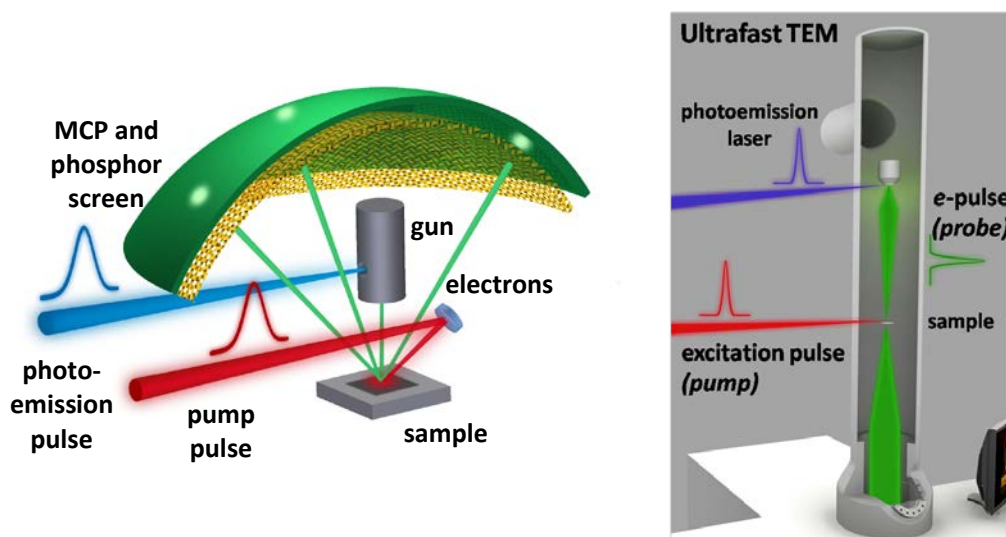 MCP and
phosphor
screen
gun
electrons
photo-
emission
pulse
pump
pulse
sample
Ultrafast TEM
photoemission
laser
e-pulse
(probe)
sample
excitation pulse
(pump)